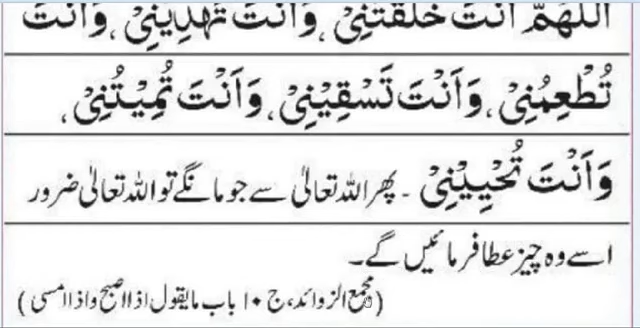 اَللّٰهُمَّ اَنْتَ خَلَقْتَنِیْ، وَاَنْتَ تَهْدِیْنِیْ، وَاَنْتَ
تُطْعِمُنِیْ، وَاَنْتَ تَسْقِیْنِیْ، وَاَنْتَ تُمِیْتُنِیْ،
وَاَنْتَ تُحْیِیْنِیْ ۔ پھر اللہ تعالیٰ سے جو مانگے تو اللہ تعالیٰ ضرور
اسے وہ چیز عطا فرمائیں گے۔
(مجمع الزوائد، ج ۱۰ باب ما یقول اذا اصبح واذا امسی)